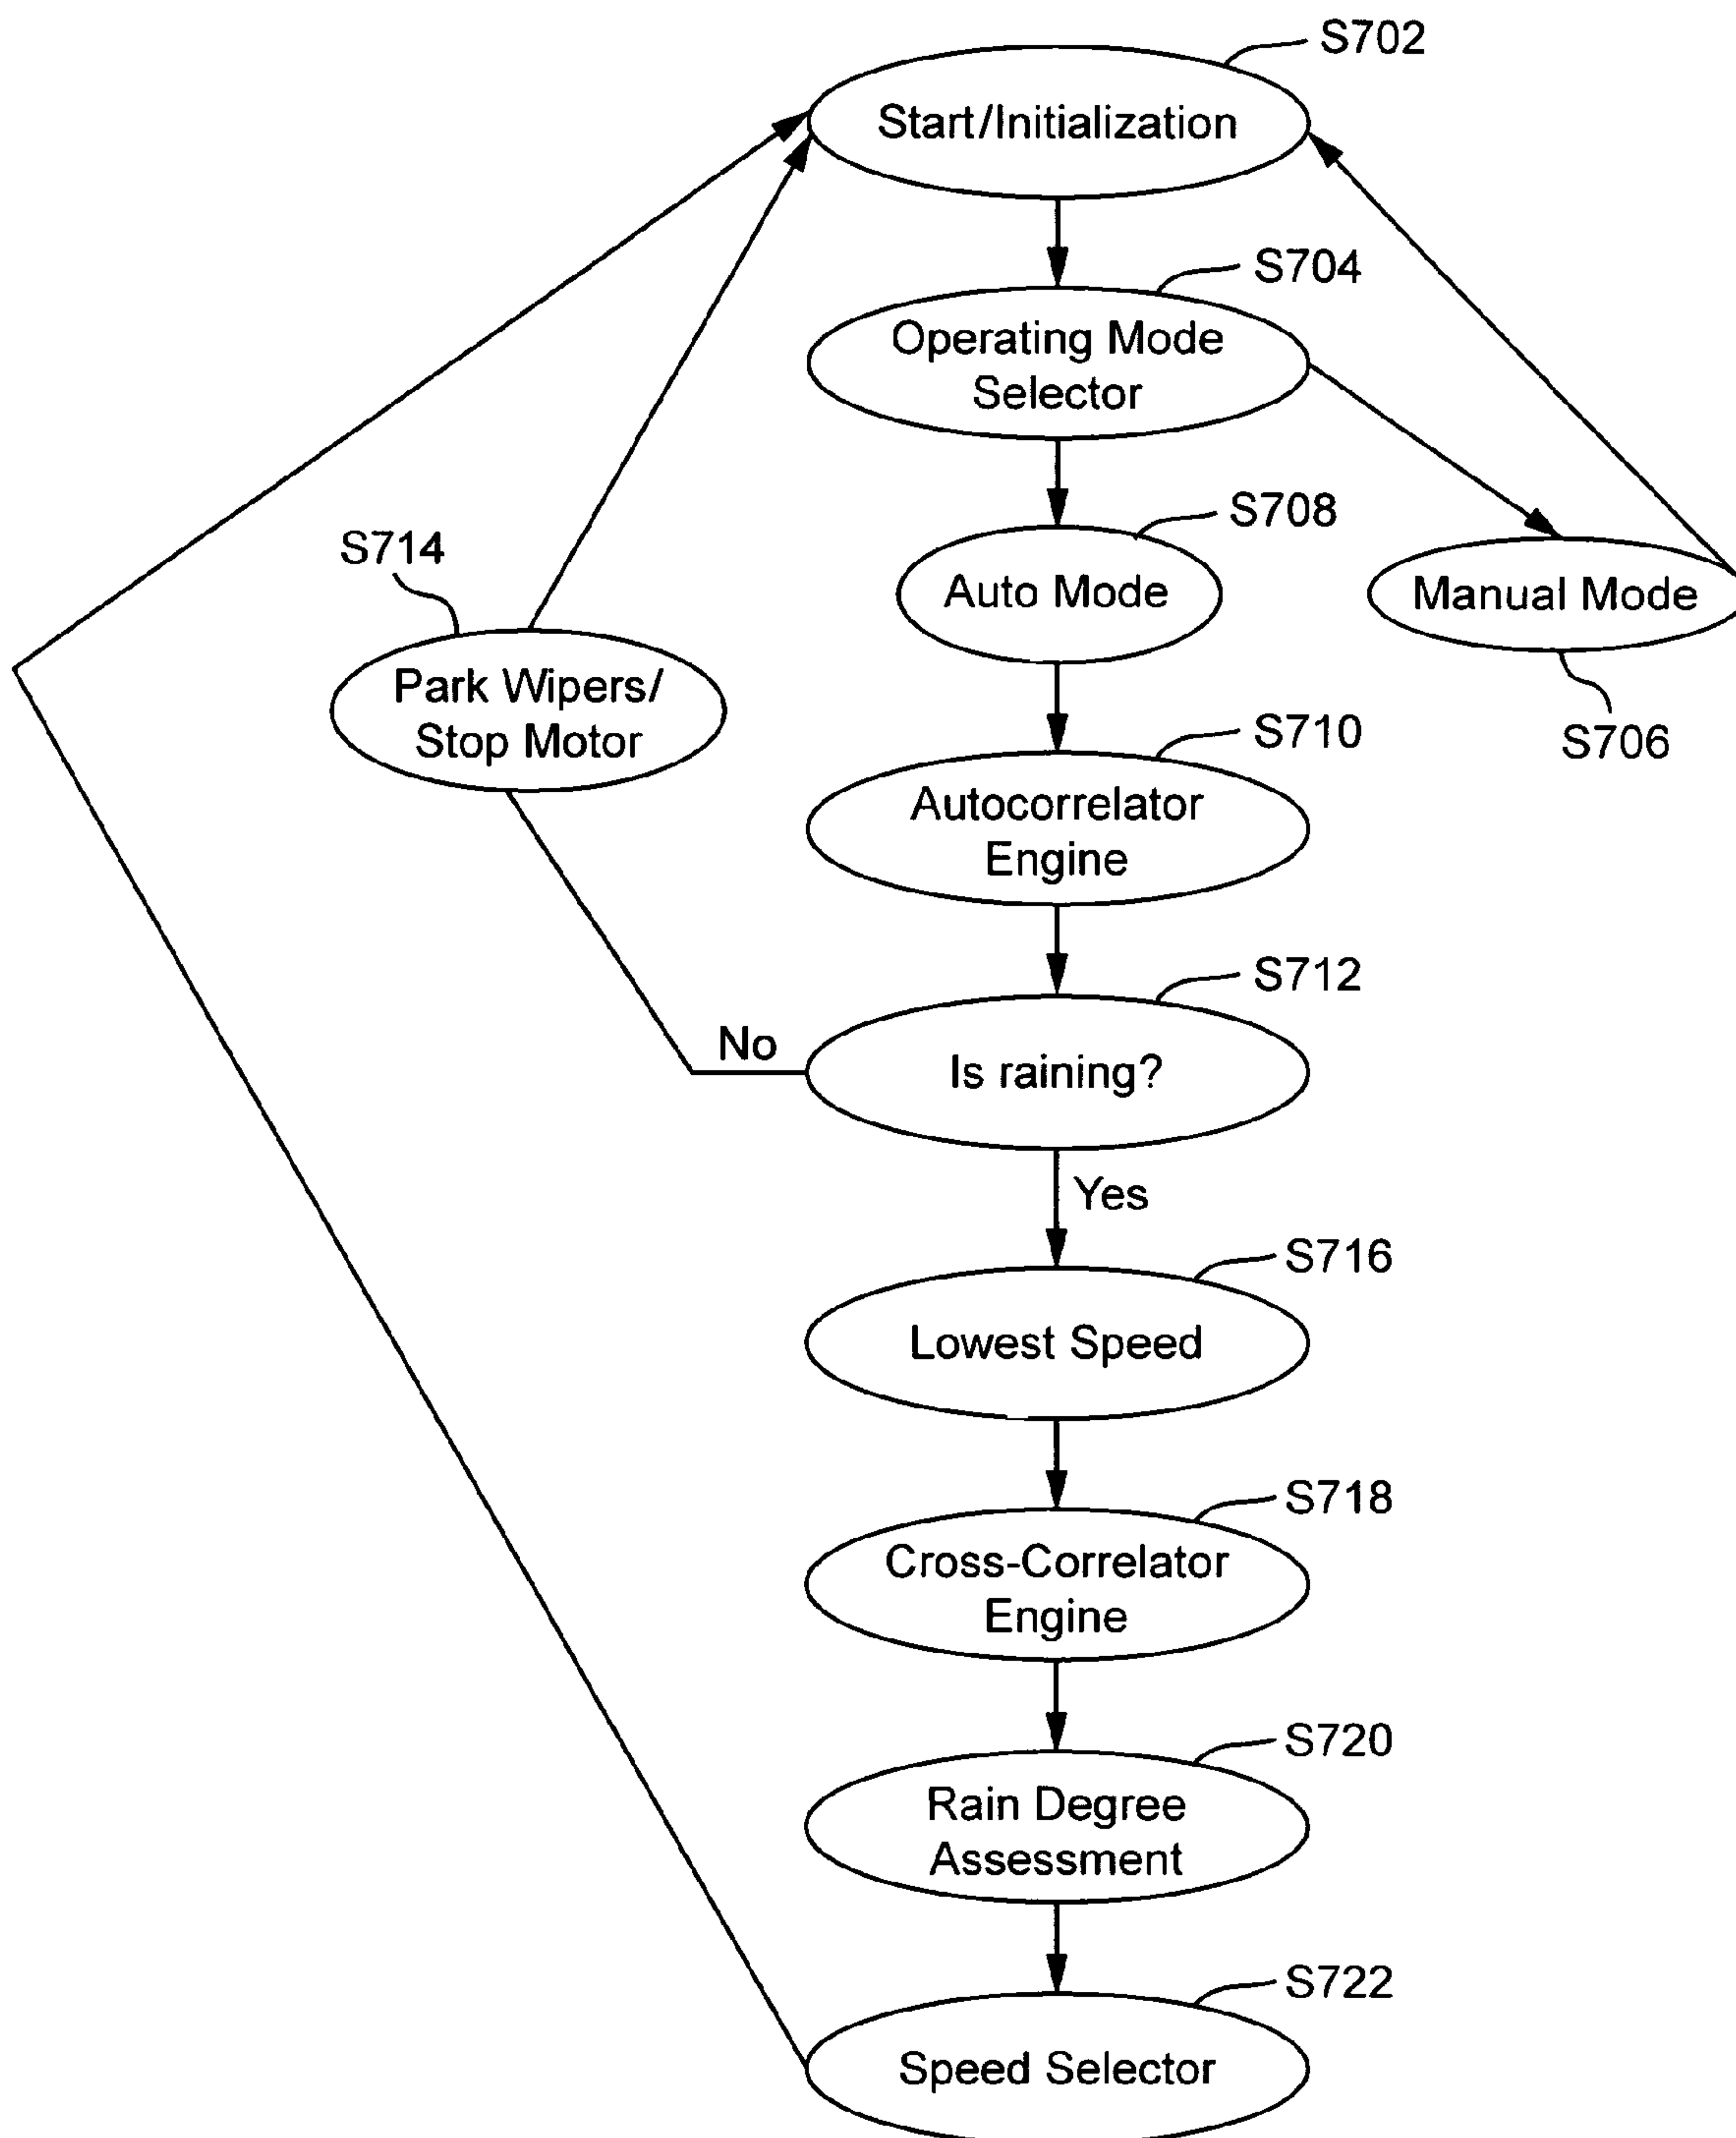 S702
Start/Initialization
S704
Operating Mode
Selector
S708
Auto Mode
Manual Mode
S706
S714
Park Wipers/
Stop Motor
S710
Autocorrelator
Engine
S712
Is raining?
No
Yes
S716
Lowest Speed
S718
Cross-Correlator
Engine
S720
Rain Degree
Assessment
S722
Speed Selector